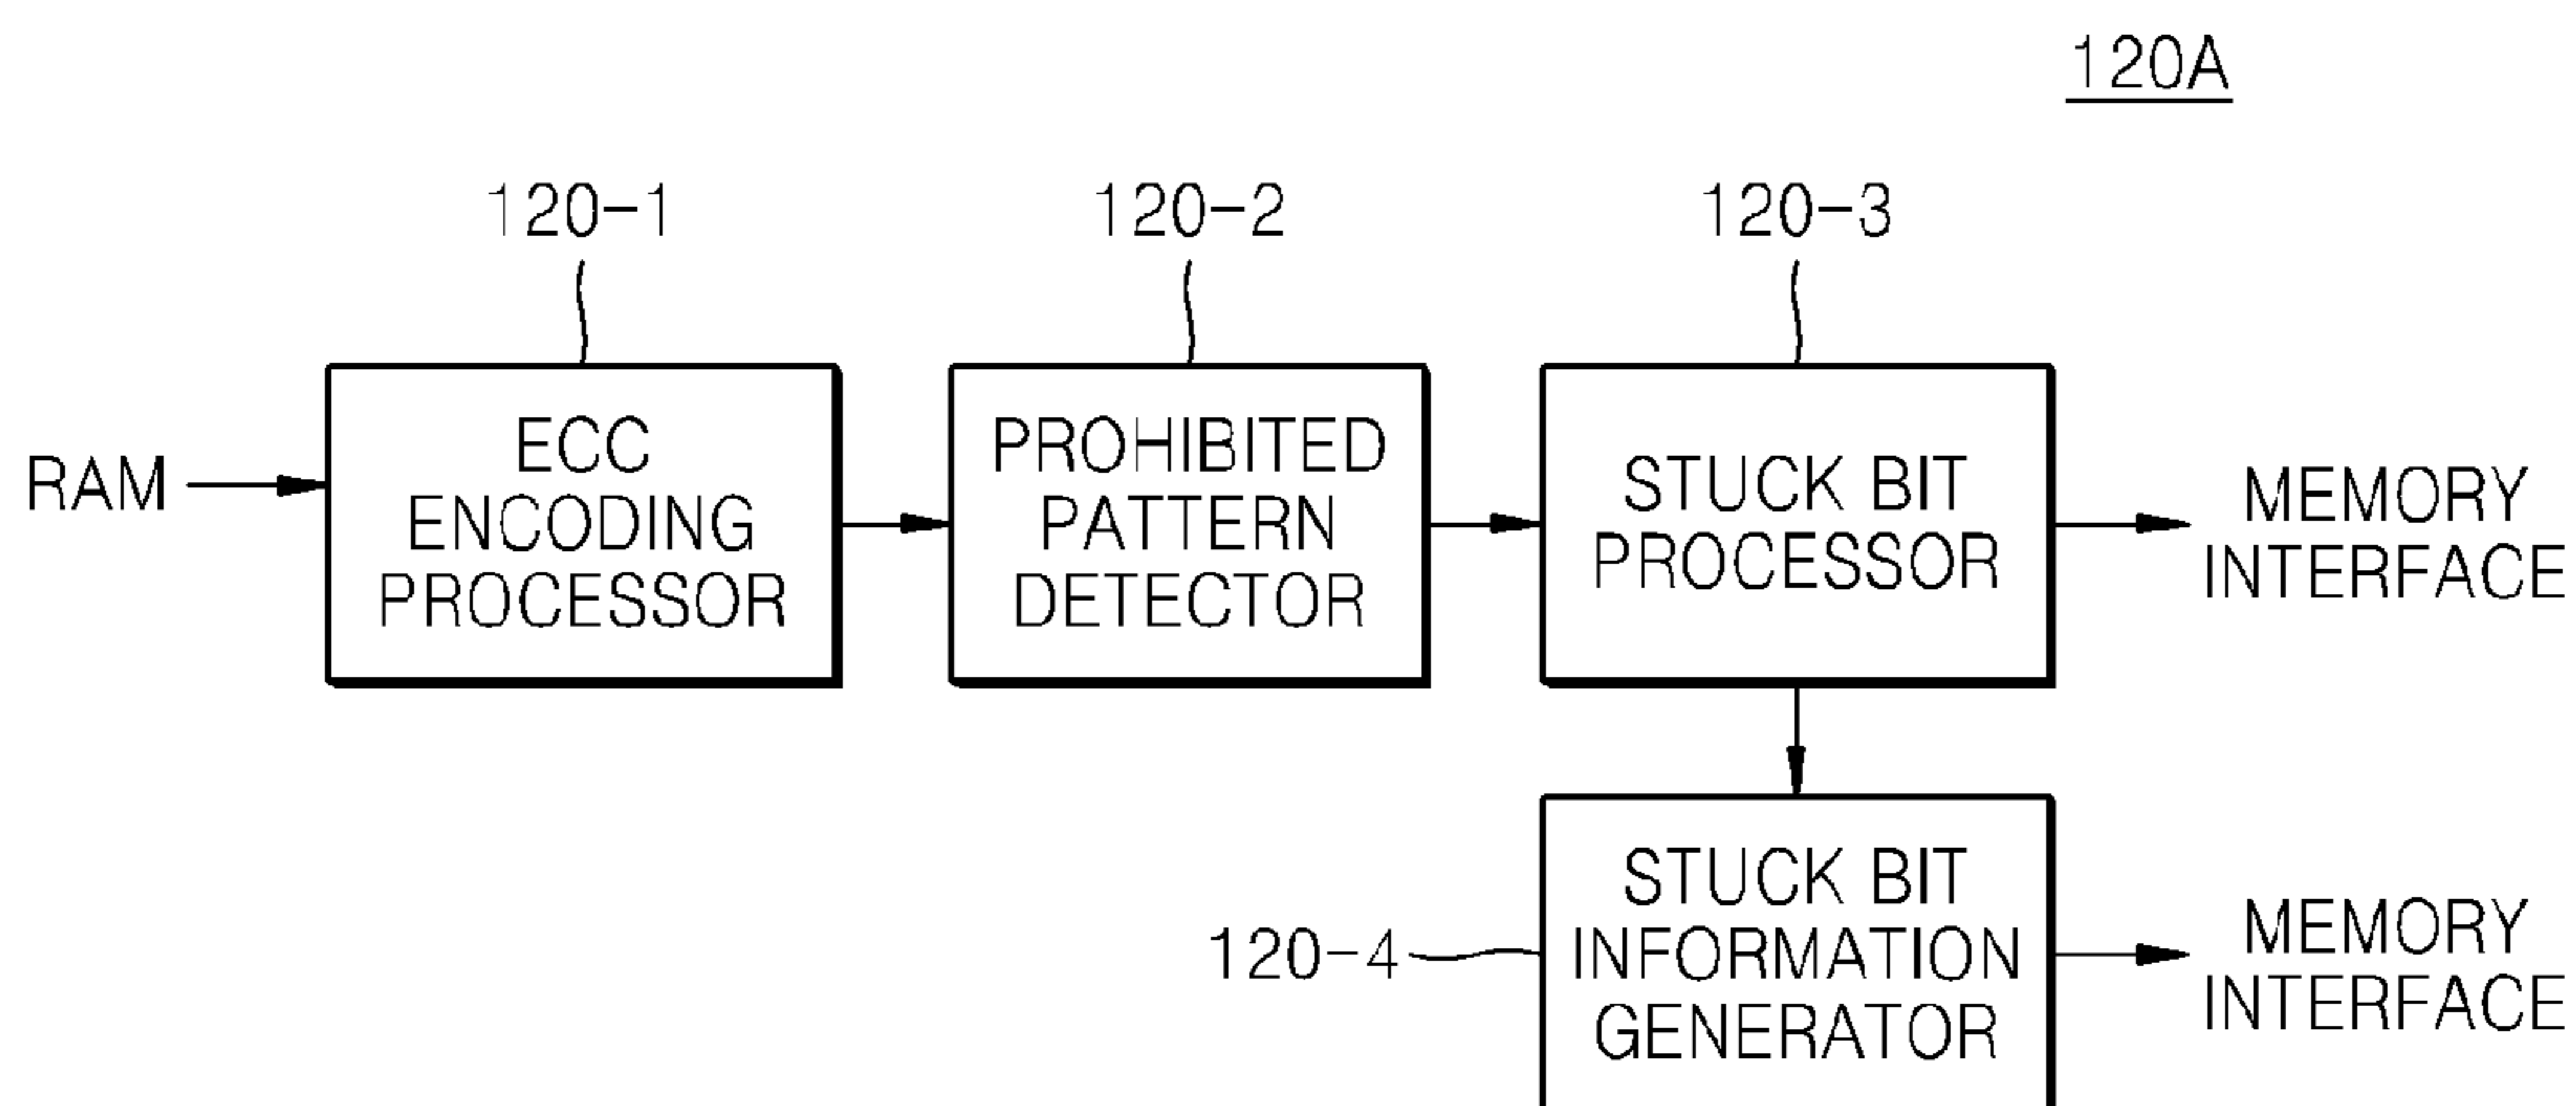 120A
120-1
120-2
120-3
RAM
ECC
ENCODING
PROCESSOR
PROHIBITED
PATTERN
DETECTOR
STUCK BIT
PROCESSOR
MEMORY
INTERFACE
120-4
STUCK BIT
INFORMATION
GENERATOR
MEMORY
INTERFACE